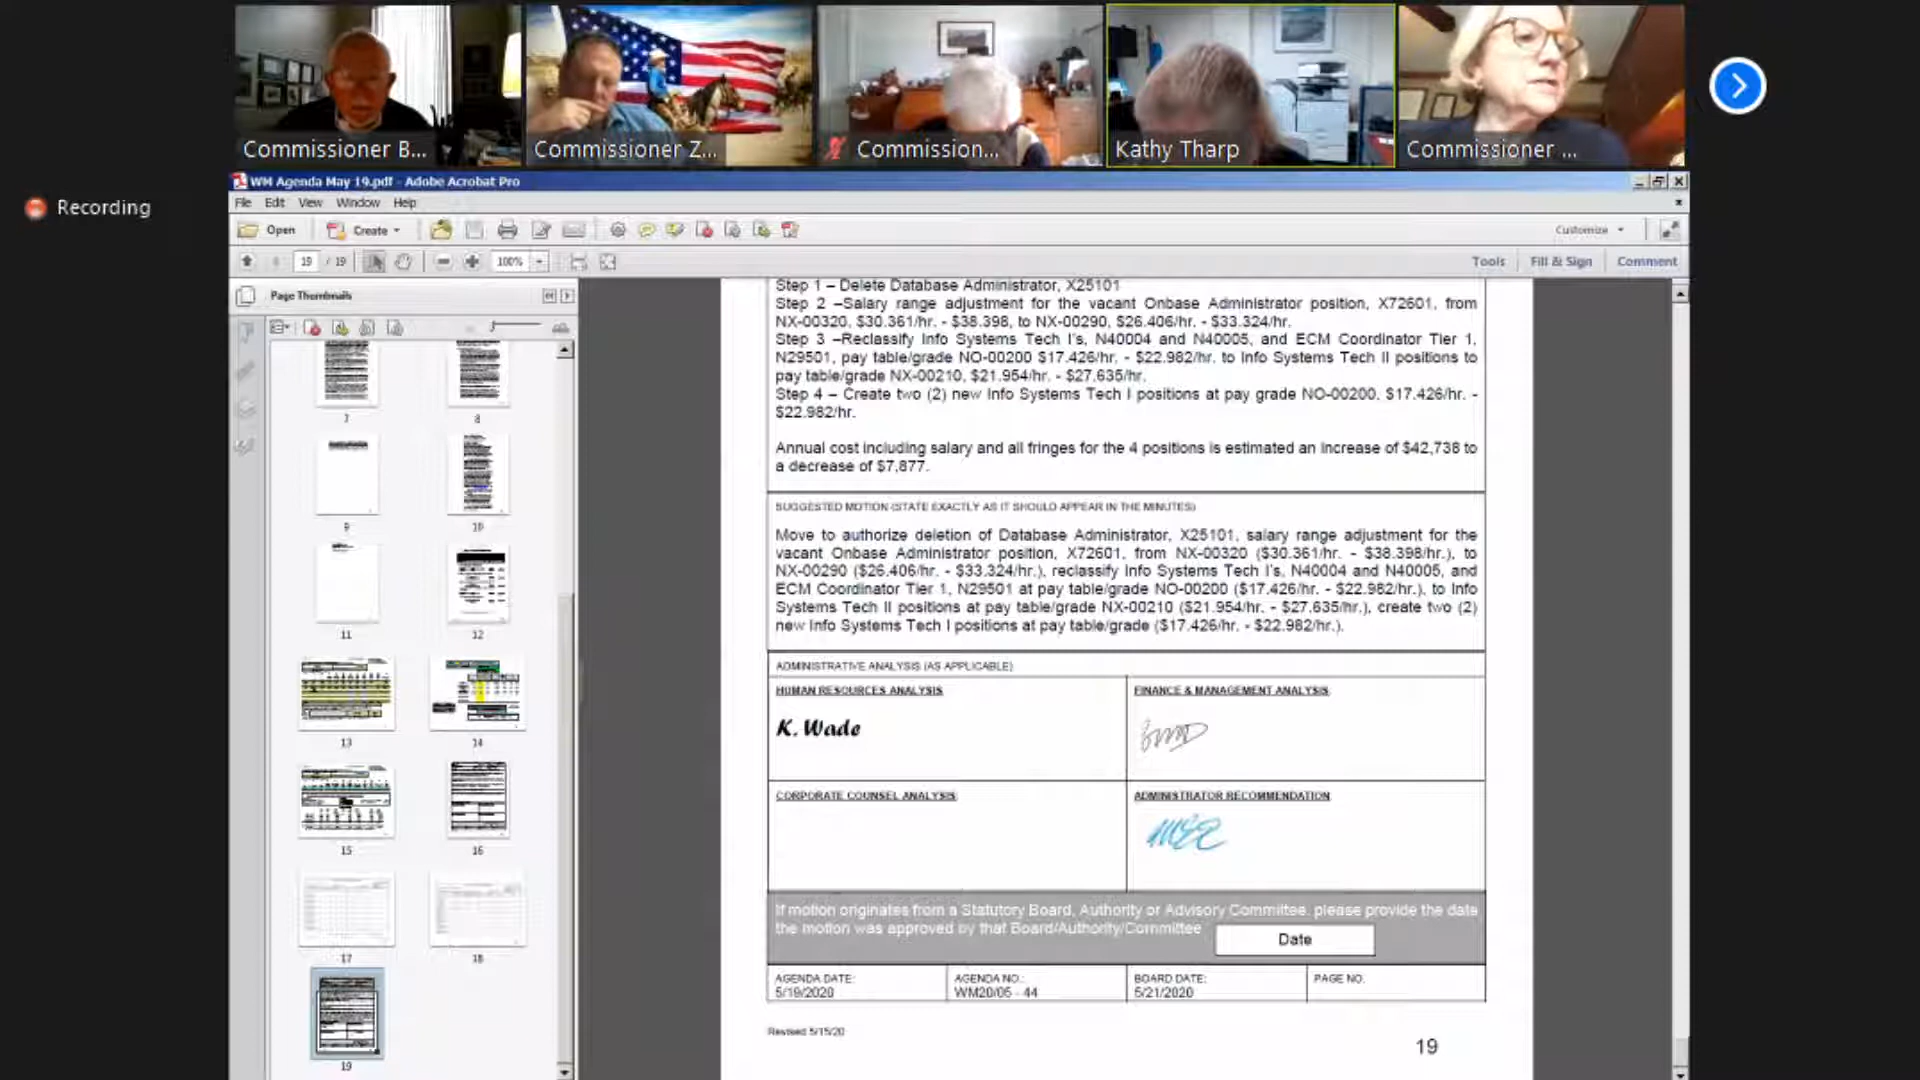 Commissioner B...
Commissioner Z...
Commission...
Kathy Tharp
Commissioner ...
Recording
WM Agenda May 19.pdf - Adobe Acrobat Pro
File Edit View Window Help
Open Create Customize
19 / 19 100% Tools Fill & Sign Comment
Page Thumbnails
7 8
9 10
11 12
13 14
15 16
17 18
19
Step 1 – Delete Database Administrator, X25101
Step 2 –Salary range adjustment for the vacant Onbase Administrator position, X72601, from
NX-00320, $30.361/hr. - $38.398, to NX-00290, $26.406/hr. - $33.324/hr.
Step 3 –Reclassify Info Systems Tech I's, N40004 and N40005, and ECM Coordinator Tier 1,
N29501, pay table/grade NO-00200 $17.426/hr. - $22.982/hr. to Info Systems Tech II positions to
pay table/grade NX-00210, $21.954/hr. - $27.635/hr.
Step 4 – Create two (2) new Info Systems Tech I positions at pay grade NO-00200, $17.426/hr. -
$22.982/hr.
Annual cost including salary and all fringes for the 4 positions is estimated an increase of $42,738 to
a decrease of $7,877.
SUGGESTED MOTION (STATE EXACTLY AS IT SHOULD APPEAR IN THE MINUTES)
Move to authorize deletion of Database Administrator, X25101, salary range adjustment for the
vacant Onbase Administrator position, X72601, from NX-00320 ($30.361/hr. - $38.398/hr.), to
NX-00290 ($26.406/hr. - $33.324/hr.), reclassify Info Systems Tech I's, N40004 and N40005, and
ECM Coordinator Tier 1, N29501 at pay table/grade NO-00200 ($17.426/hr. - $22.982/hr.), to Info
Systems Tech II positions at pay table/grade NX-00210 ($21.954/hr. - $27.635/hr.), create two (2)
new Info Systems Tech I positions at pay table/grade ($17.426/hr. - $22.982/hr.).
ADMINISTRATIVE ANALYSIS (AS APPLICABLE)
HUMAN RESOURCES ANALYSIS
K. Wade
FINANCE & MANAGEMENT ANALYSIS
CORPORATE COUNSEL ANALYSIS
ADMINISTRATOR RECOMMENDATION
If motion originates from a Statutory Board, Authority or Advisory Committee, please provide the date
the motion was approved by that Board/Authority/Committee
Date
AGENDA DATE:
5/19/2020
AGENDA NO.:
WM20/05 - 44
BOARD DATE:
5/21/2020
PAGE NO.
Revised 5/15/20
19